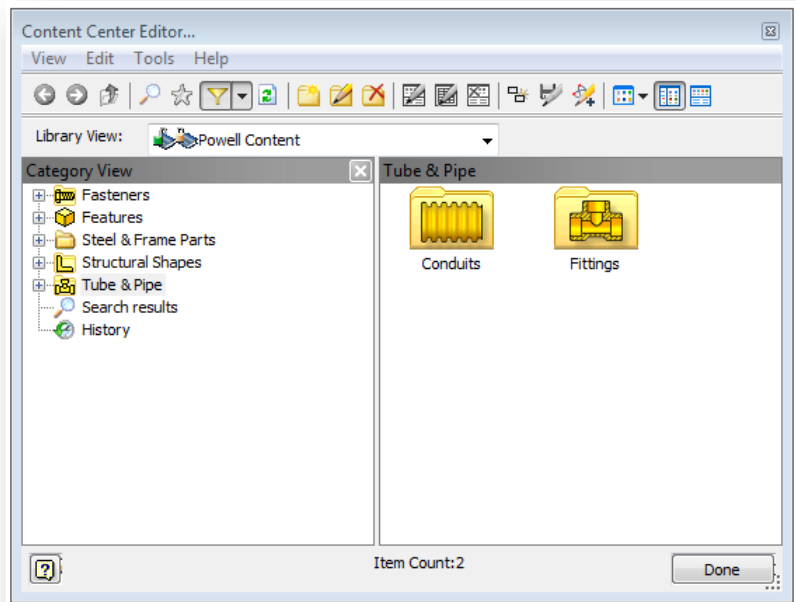 Content Center Editor...
View Edit Tools Help
Library View: Powell Content
Category View
Fasteners
Features
Steel & Frame Parts
Structural Shapes
Tube & Pipe
Search results
History
Tube & Pipe
Conduits Fittings
Item Count:2
Done